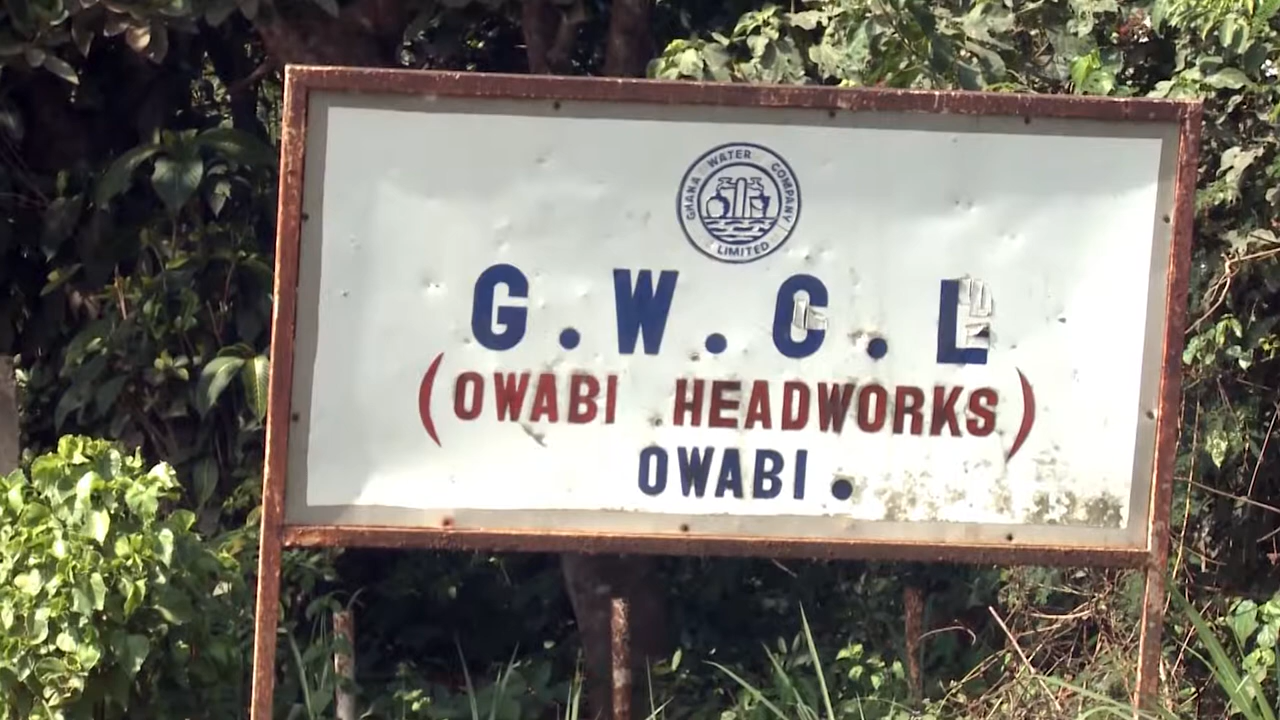 GHANA WATER COMPANY
LIMITED
G.W.C.L
(OWABI HEADWORKS)
OWABI.